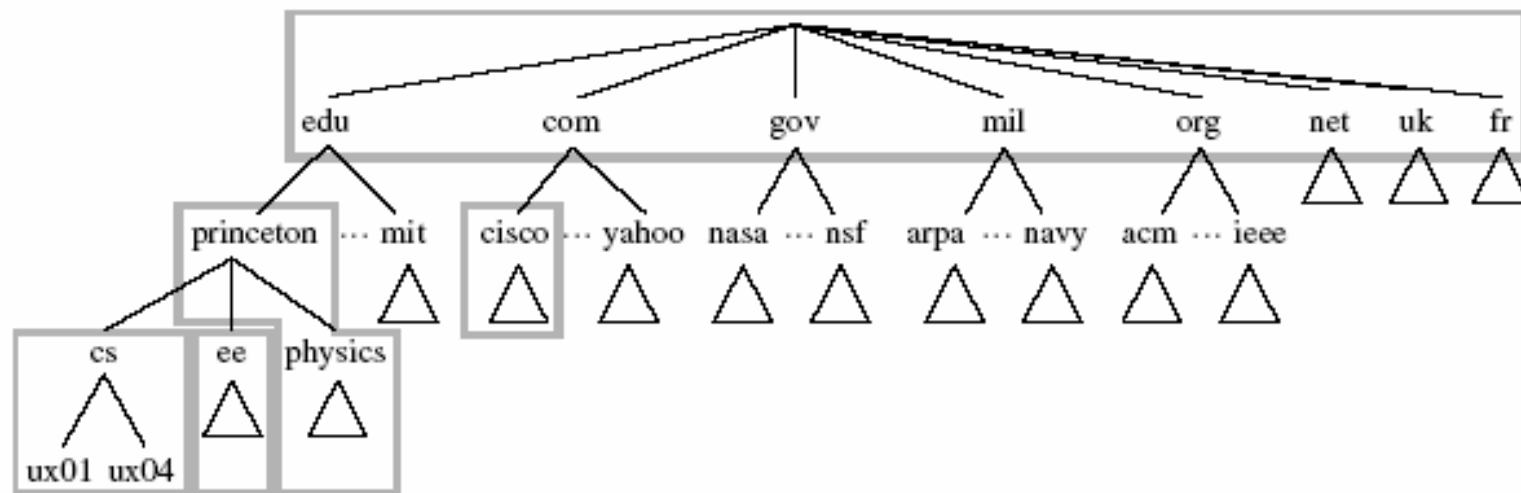 edu com gov mil org net uk fr
princeton ··· mit cisco ··· yahoo nasa ··· nsf arpa ··· navy acm ··· ieee
cs ee physics
ux01 ux04